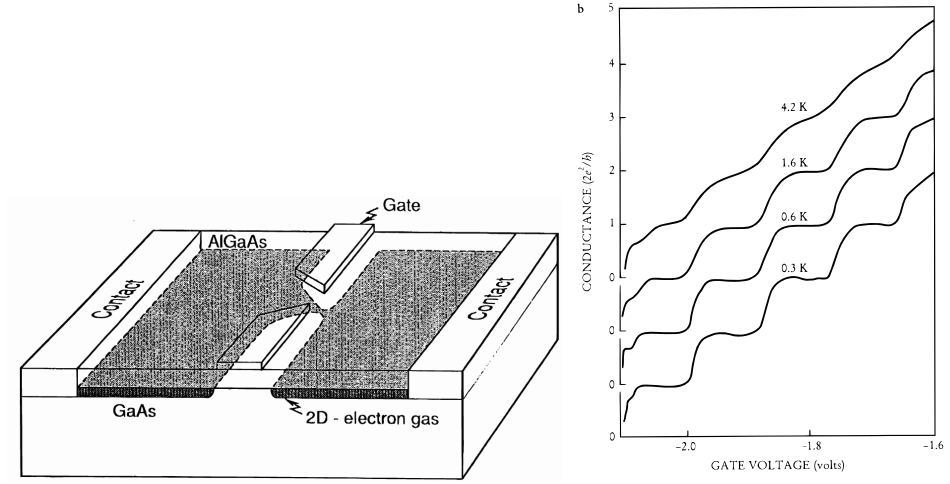 Gate
AlGaAs
Contact
Contact
GaAs
2D - electron gas
b
5
4
3
2
1
0
0
0
0
CONDUCTANCE (2e²/h)
4.2 K
1.6 K
0.6 K
0.3 K
-2.0
-1.8
-1.6
GATE VOLTAGE (volts)